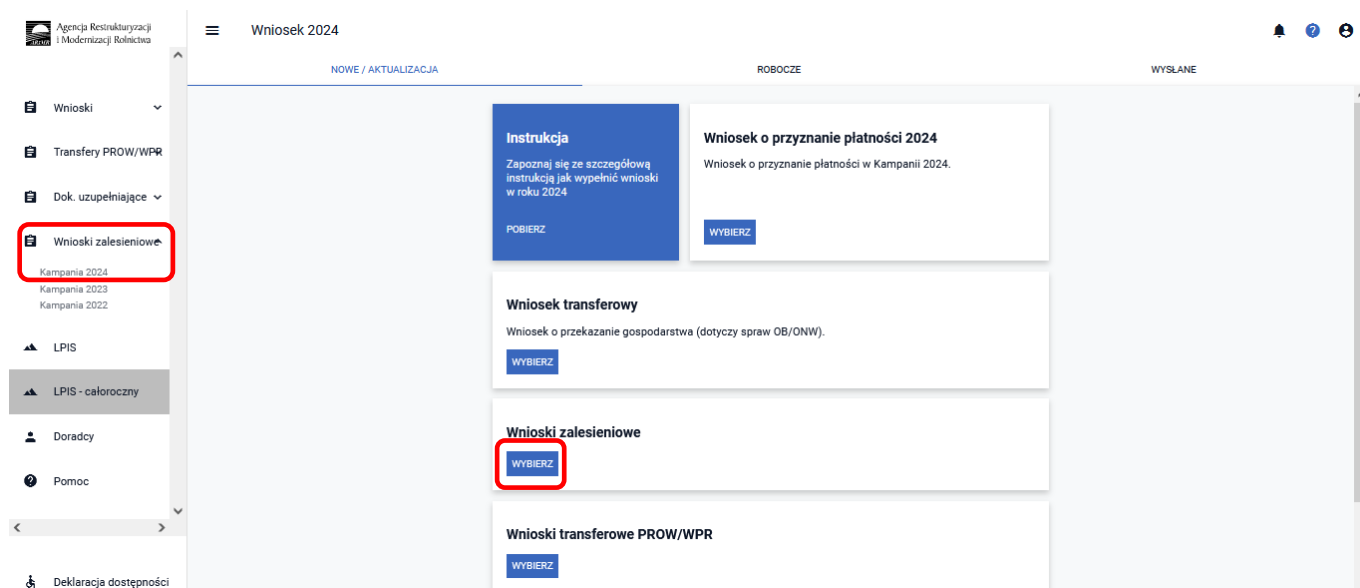 Agencja Restrukturyzacji
i Modernizacji Rolnictwa
ARiMR
Wnioski
Transfery PROW/WPR
Dok. uzupełniające
Wnioski zalesieniowe
Kampania 2024
Kampania 2023
Kampania 2022
LPIS
LPIS - całoroczny
Doradcy
Pomoc
Deklaracja dostępności
Wniosek 2024
NOWE / AKTUALIZACJA
ROBOCZE
WYSŁANE
Instrukcja
Zapoznaj się ze szczegółową
instrukcją jak wypełnić wnioski
w roku 2024
POBIERZ
Wniosek o przyznanie płatności 2024
Wniosek o przyznanie płatności w Kampanii 2024.
WYBIERZ
Wniosek transferowy
Wniosek o przekazanie gospodarstwa (dotyczy spraw OB/ONW).
WYBIERZ
Wnioski zalesieniowe
WYBIERZ
Wnioski transferowe PROW/WPR
WYBIERZ